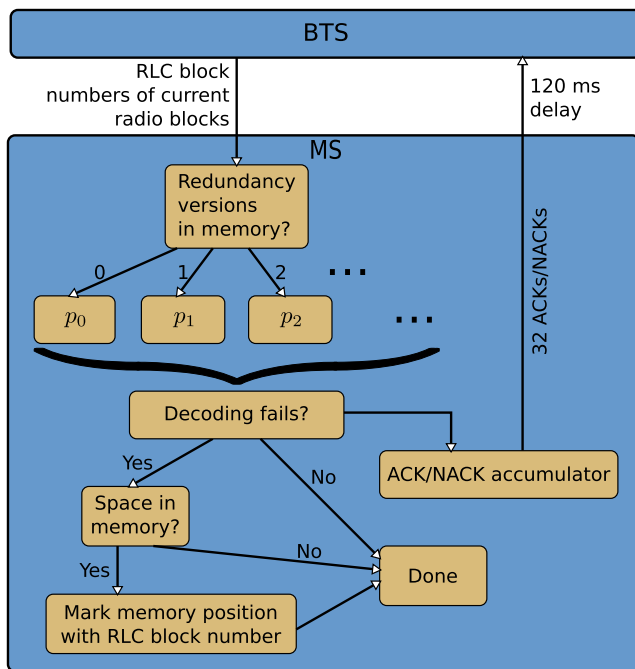 BTS
RLC block
numbers of current
radio blocks
120 ms
delay
MS
Redundancy
versions
in memory?
0
1
2
...
p0
p1
p2
...
32 ACKs/NACKs
Decoding fails?
ACK/NACK accumulator
Yes
No
Space in
memory?
No
Yes
Done
Mark memory position
with RLC block number